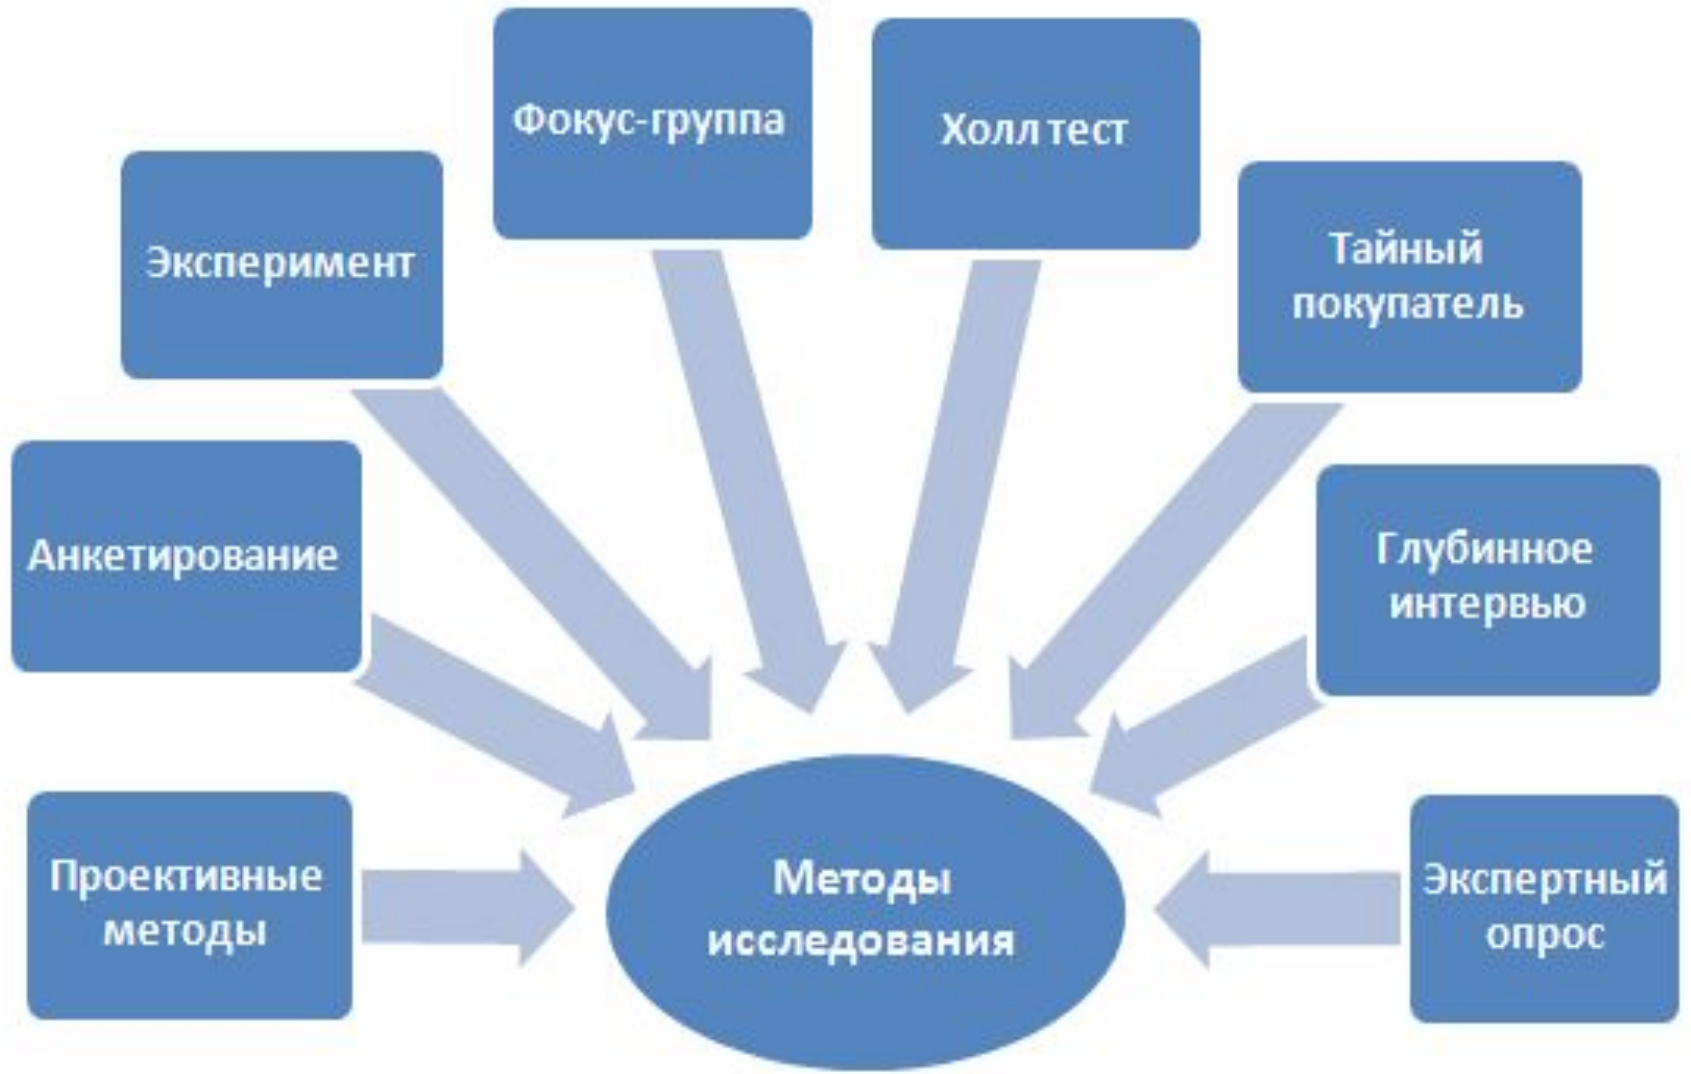 Фокус-группа
Холл тест
Эксперимент
Тайный
покупатель
Анкетирование
Глубинное
интервью
Проективные
методы
Методы
исследования
Экспертный
опрос